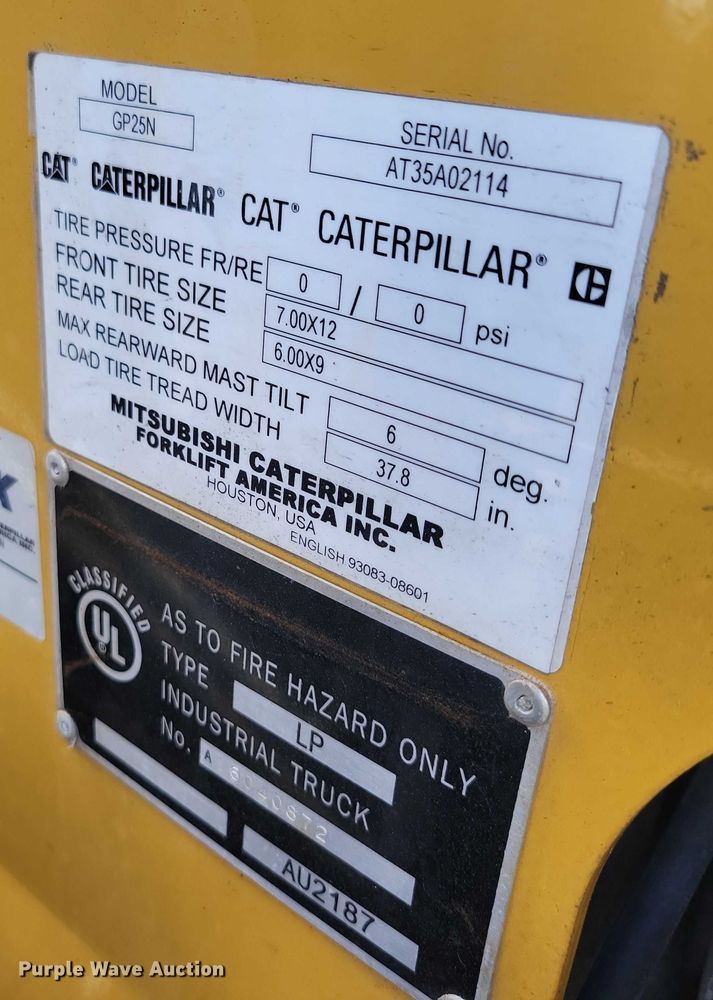 MODEL
GP25N
SERIAL No.
AT35A02114
CAT® CATERPILLAR® CAT® CATERPILLAR®
TIRE PRESSURE FR/RE 0 / 0 psi
FRONT TIRE SIZE 7.00X12
REAR TIRE SIZE 6.00X9
MAX REARWARD MAST TILT 6 deg.
LOAD TIRE TREAD WIDTH 37.8 in.
MITSUBISHI CATERPILLAR
FORKLIFT AMERICA INC.
HOUSTON, USA
ENGLISH 93083-08601
CLASSIFIED
UL®
AS TO FIRE HAZARD ONLY
TYPE LP
INDUSTRIAL TRUCK
No. A
AU2187
Purple Wave Auction